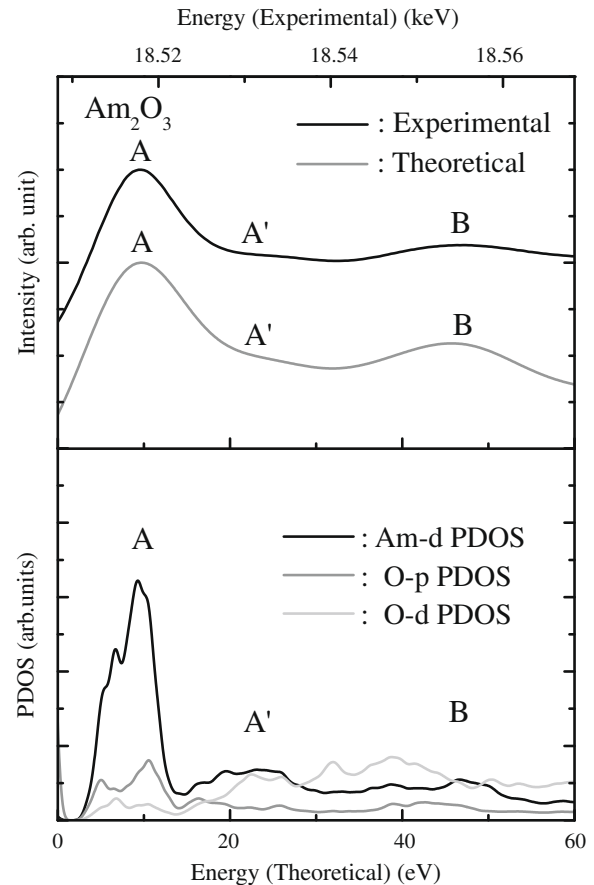 Energy (Experimental) (keV)
18.52 18.54 18.56
Am₂O₃
: Experimental
: Theoretical
A
A' B
A
A' B
Intensity (arb. unit)
: Am-d PDOS
: O-p PDOS
: O-d PDOS
A
A' B
PDOS (arb.units)
0 20 40 60
Energy (Theoretical) (eV)